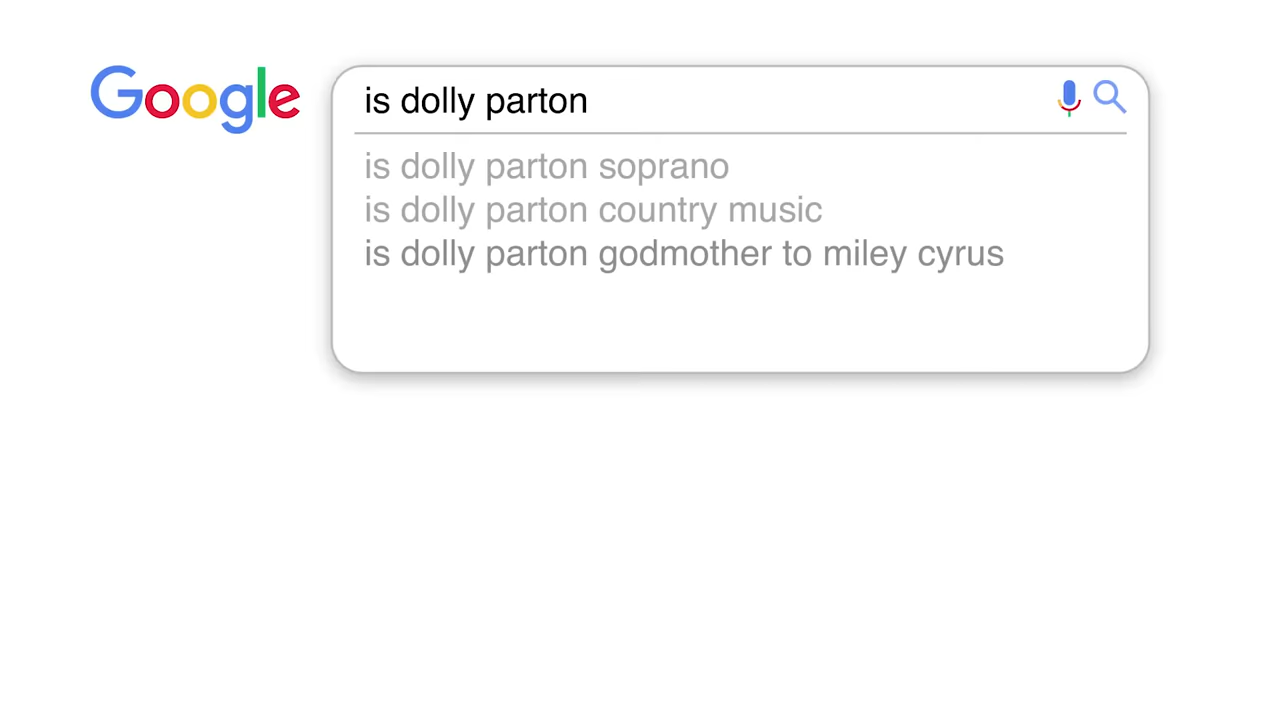 Google
is dolly parton
is dolly parton soprano
is dolly parton country music
is dolly parton godmother to miley cyrus